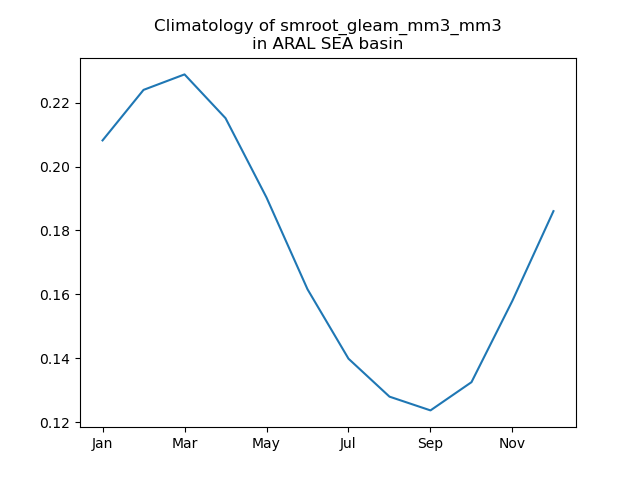 Climatology of smroot_gleam_mm3_mm3
in ARAL SEA basin
0.22
0.20
0.18
0.16
0.14
0.12
Jan Mar May Jul Sep Nov